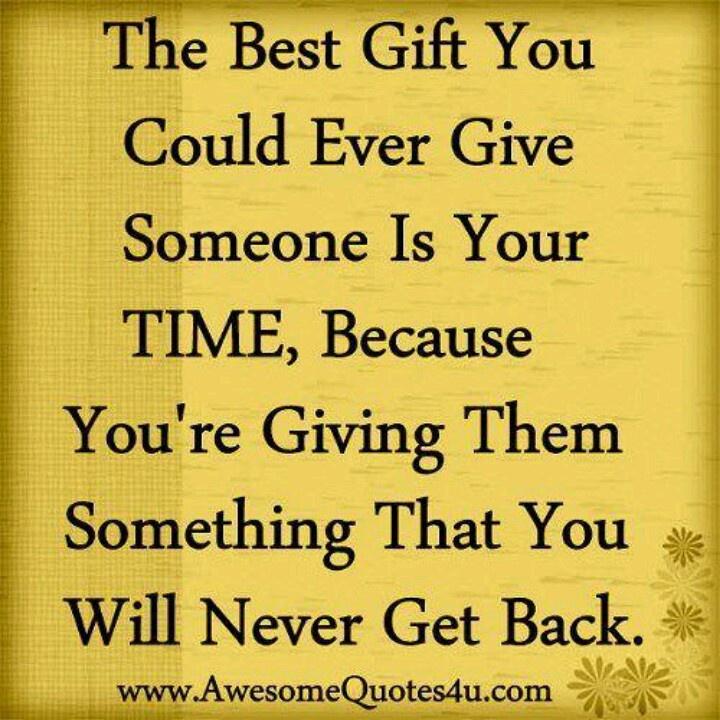 The Best Gift You
Could Ever Give
Someone Is Your
TIME, Because
You're Giving Them
Something That You
Will Never Get Back.
www.AwesomeQuotes4u.com